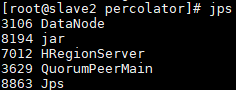 [root@slave2 percolator]# jps
3106 DataNode
8194 jar
7012 HRegionServer
3629 QuorumPeerMain
8863 Jps